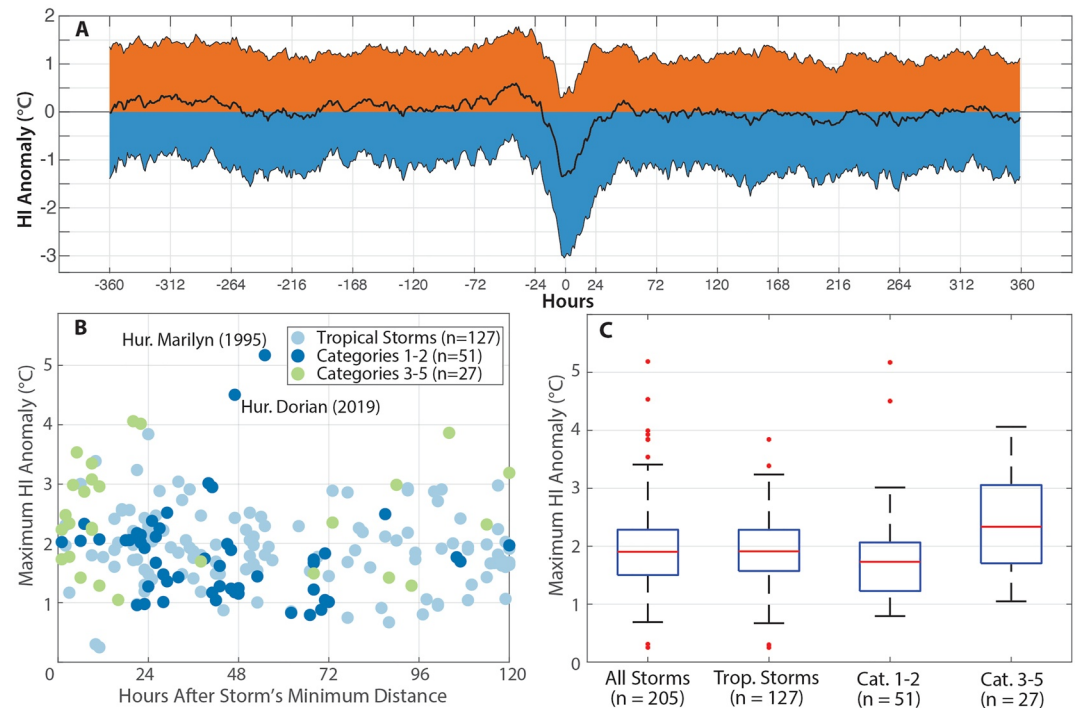 A
HI Anomaly (°C)
2
1
0
-1
-2
-3
-360 -312 -264 -216 -168 -120 -72 -24 0 24 72 120 168 216 264 312 360
Hours
B
Hur. Marilyn (1995)
Tropical Storms (n=127)
Categories 1-2 (n=51)
Categories 3-5 (n=27)
Hur. Dorian (2019)
Maximum HI Anomaly (°C)
5
4
3
2
1
0 24 48 72 96 120
Hours After Storm's Minimum Distance
C
Maximum HI Anomaly (°C)
5
4
3
2
1
0
All Storms Trop. Storms Cat. 1-2 Cat. 3-5
(n = 205) (n = 127) (n = 51) (n = 27)